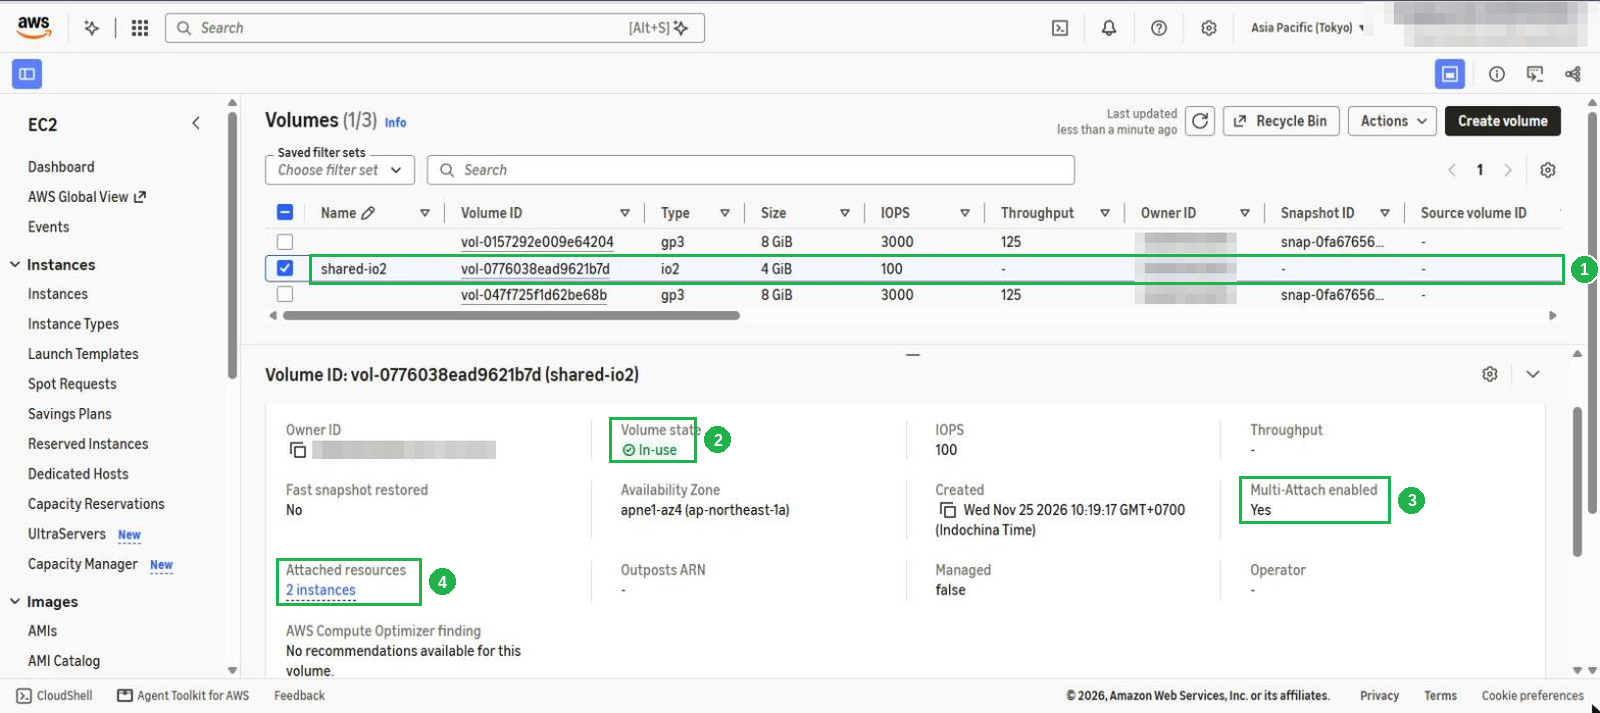 aws
Search [Alt+S]
Asia Pacific (Tokyo)
EC2
Dashboard
AWS Global View
Events
Instances
Instances
Instance Types
Launch Templates
Spot Requests
Savings Plans
Reserved Instances
Dedicated Hosts
Capacity Reservations
UltraServers New
Capacity Manager New
Images
AMIs
AMI Catalog
Volumes (1/3) Info
Last updated
less than a minute ago
Recycle Bin
Actions
Create volume
Saved filter sets
Choose filter set
Search
1
Name Volume ID Type Size IOPS Throughput Owner ID Snapshot ID Source volume ID
vol-0157292e009e64204 gp3 8 GiB 3000 125 snap-0fa67656... -
shared-io2 vol-0776038ead9621b7d io2 4 GiB 100 - - - 1
vol-047f725f1d62be68b gp3 8 GiB 3000 125 snap-0fa67656... -
Volume ID: vol-0776038ead9621b7d (shared-io2)
Owner ID
Volume state
In-use
2
IOPS
100
Throughput
-
Fast snapshot restored
No
Availability Zone
apne1-az4 (ap-northeast-1a)
Created
Wed Nov 25 2026 10:19:17 GMT+0700
(Indochina Time)
Multi-Attach enabled
Yes
3
Attached resources
2 instances
4
Outposts ARN
-
Managed
false
Operator
-
AWS Compute Optimizer finding
No recommendations available for this
volume.
CloudShell Agent Toolkit for AWS Feedback © 2026, Amazon Web Services, Inc. or its affiliates. Privacy Terms Cookie preferences